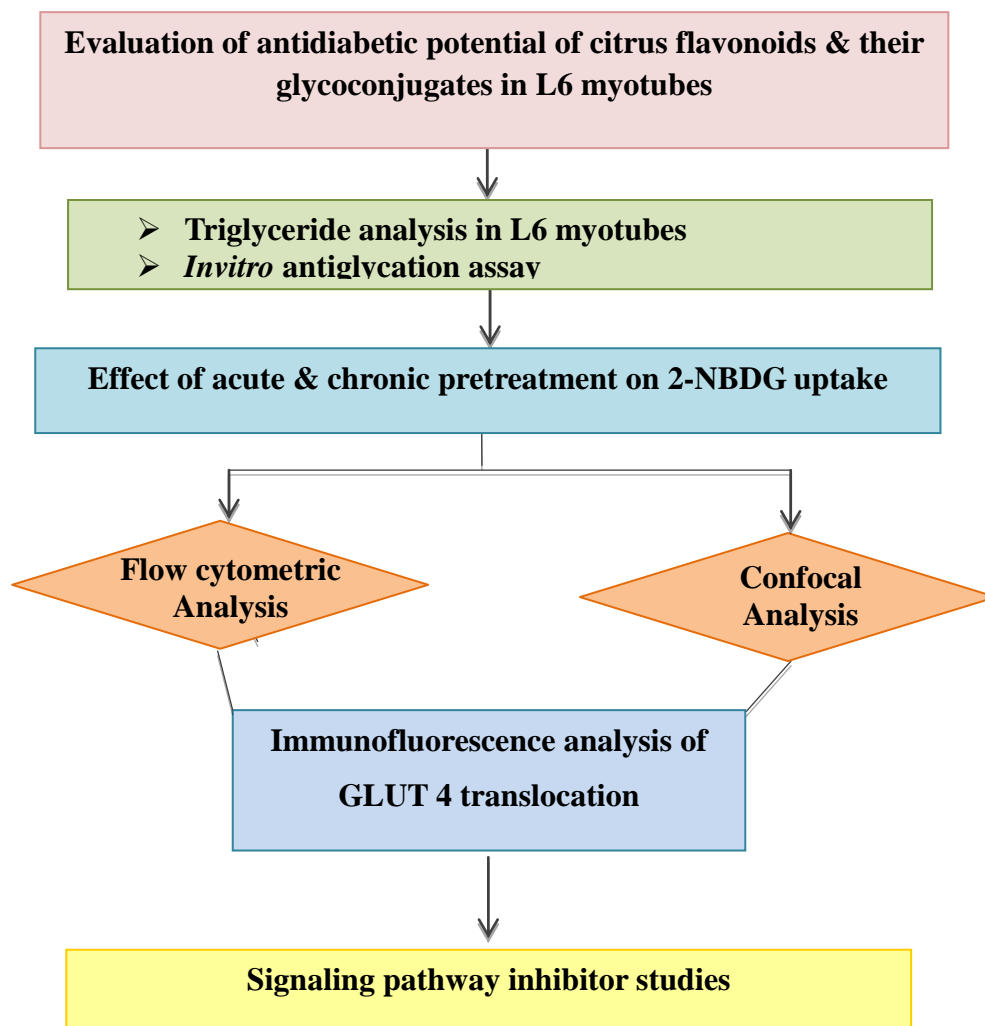 Evaluation of antidiabetic potential of citrus flavonoids & their
glycoconjugates in L6 myotubes
➢ Triglyceride analysis in L6 myotubes
➢ Invitro antiglycation assay
Effect of acute & chronic pretreatment on 2-NBDG uptake
Flow cytometric
Analysis
Confocal
Analysis
Immunofluorescence analysis of
GLUT 4 translocation
Signaling pathway inhibitor studies